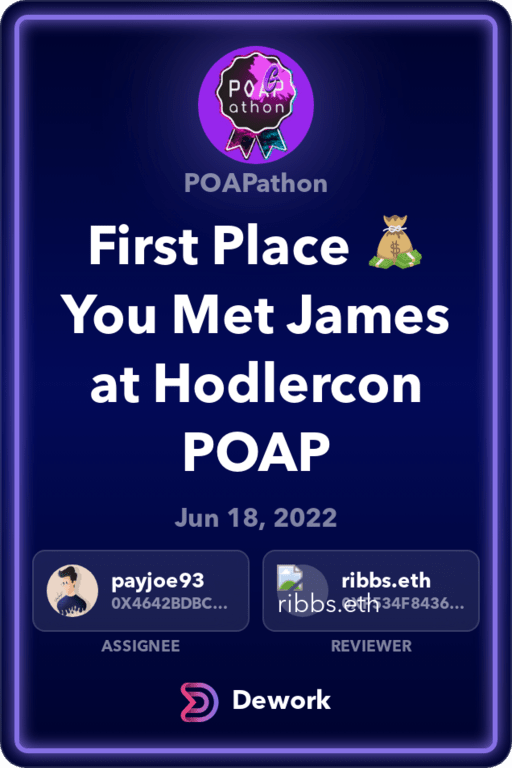 POAP
athon
POAPathon
First Place 💰
You Met James
at Hodlercon
POAP
Jun 18, 2022
payjoe93
0X4642BDBC...
ribbs.eth
ribbs.eth
ASSIGNEE
REVIEWER
Dework